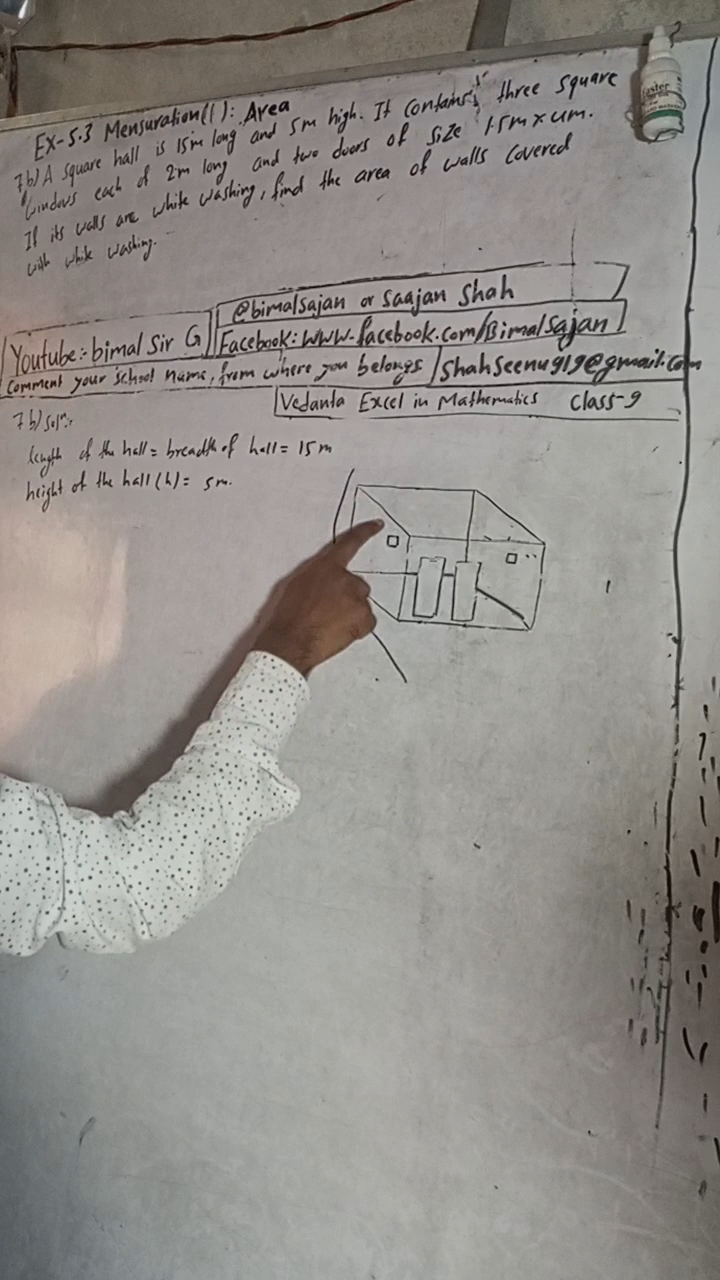 Ex-5.3 Mensuration(I): Area
7b) A square hall is 15m long and 5m high. It contains three square
windows each of 2m long and two doors of size 1.5m x 4m.
If its walls are white washing, find the area of walls covered
with white washing.
@bimalsajan or Saajan Shah
Youtube:- bimal Sir G
Facebook: www.facebook.com/Bimalsajan
Comment your school name, from where you belongs
Shahseenu919@gmail.com
Vedanta Excel in Mathematics Class-9
7b) Soln:-
length of the hall = breadth of hall = 15 m
height of the hall (h) = 5m.